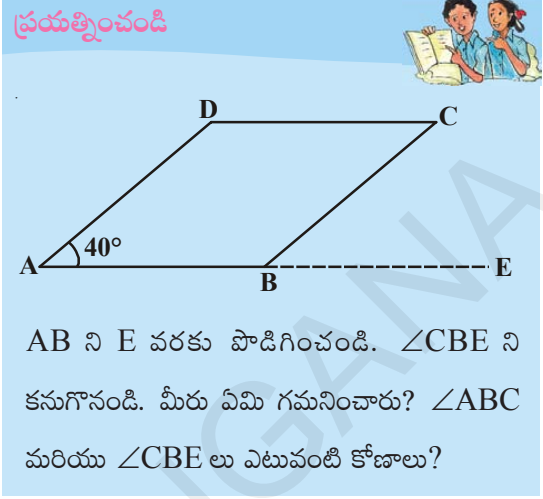 ప్రయత్నించండి
D
C
40°
A
B
E
AB ని E వరకు పొడిగించండి. ∠CBE ని
కనుగొనండి. మీరు ఏమి గమనించారు? ∠ABC
మరియు ∠CBE లు ఎటువంటి కోణాలు?